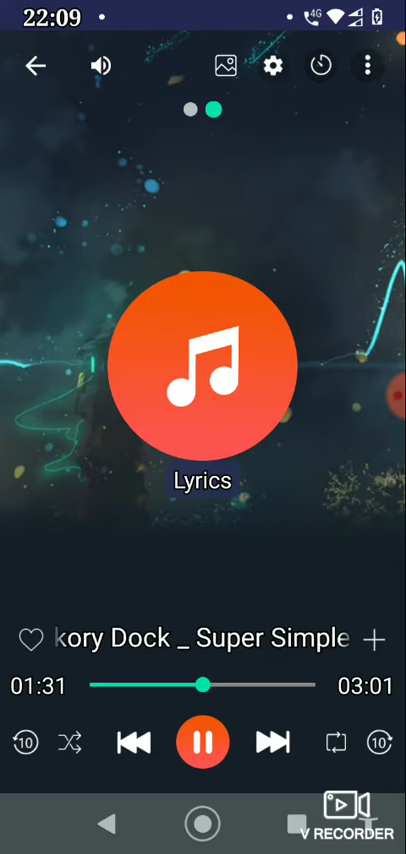 22:09
4G
Lyrics
kory Dock _ Super Simple
01:31
03:01
10
10
V RECORDER